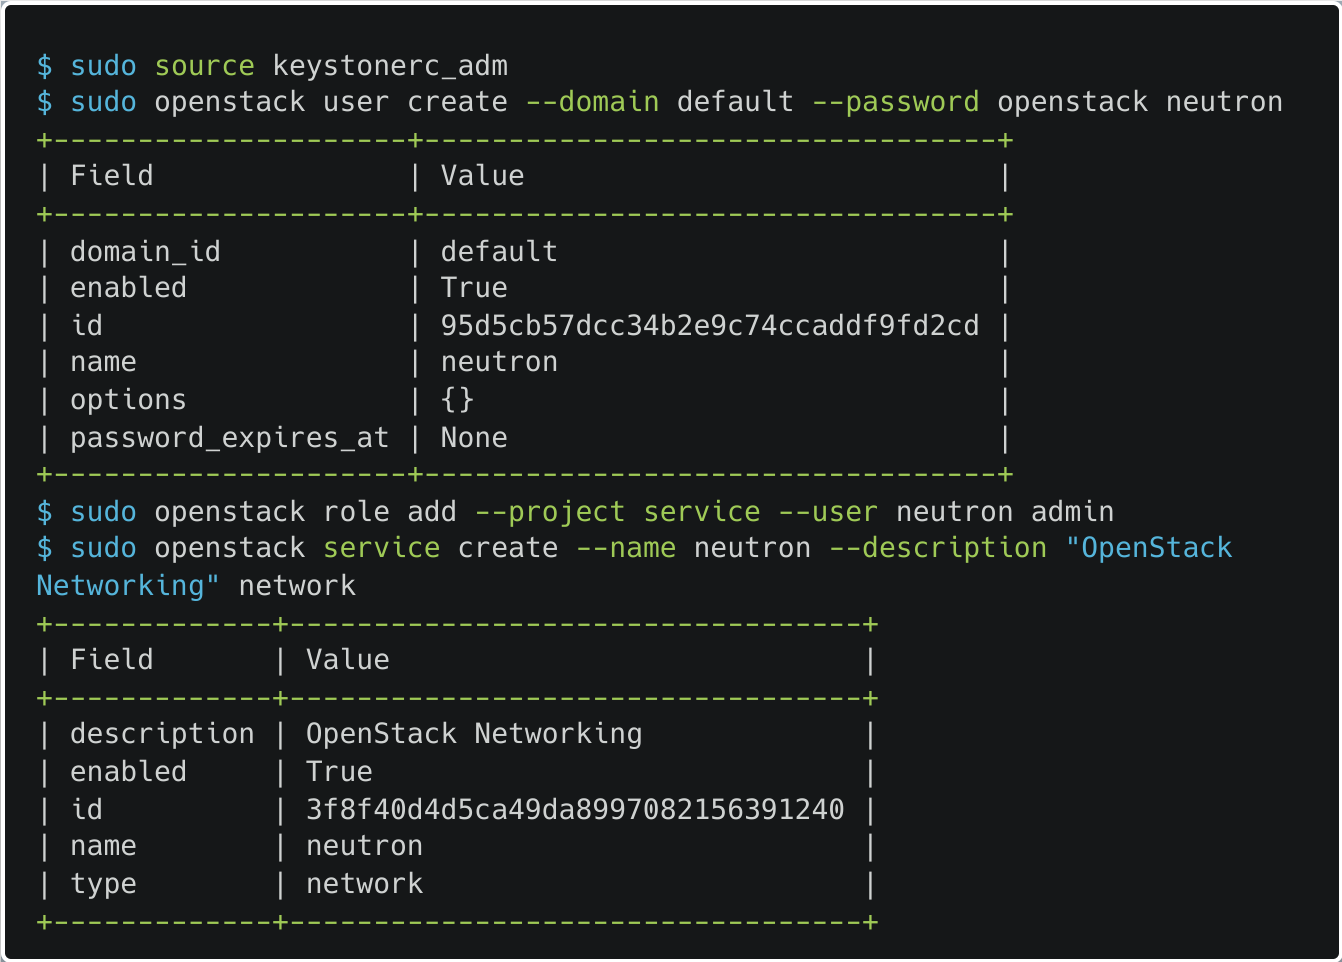 $ sudo source keystonerc_adm
$ sudo openstack user create --domain default --password openstack neutron
+---------------------+----------------------------------+
| Field               | Value                            |
+---------------------+----------------------------------+
| domain_id           | default                          |
| enabled             | True                             |
| id                  | 95d5cb57dcc34b2e9c74ccaddf9fd2cd |
| name                | neutron                          |
| options             | {}                               |
| password_expires_at | None                             |
+---------------------+----------------------------------+
$ sudo openstack role add --project service --user neutron admin
$ sudo openstack service create --name neutron --description "OpenStack
Networking" network
+-------------+----------------------------------+
| Field       | Value                            |
+-------------+----------------------------------+
| description | OpenStack Networking             |
| enabled     | True                             |
| id          | 3f8f40d4d5ca49da8997082156391240 |
| name        | neutron                          |
| type        | network                          |
+-------------+----------------------------------+